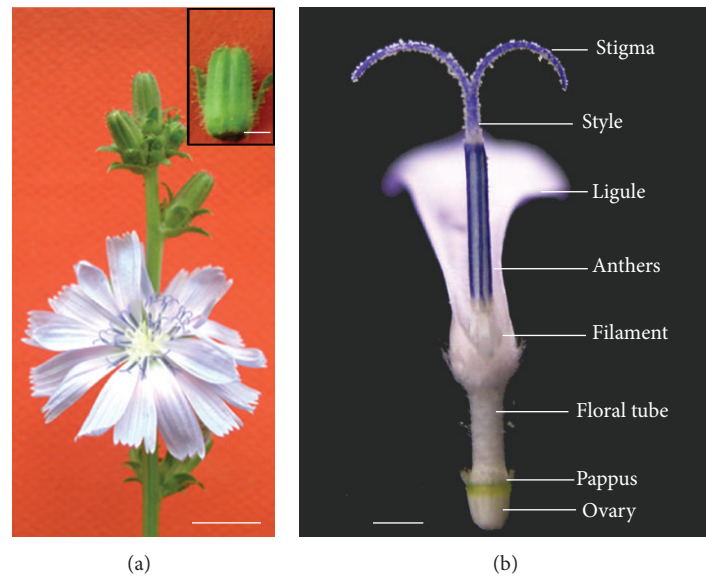 Stigma
Style
Ligule
Anthers
Filament
Floral tube
Pappus
Ovary
(a)
(b)